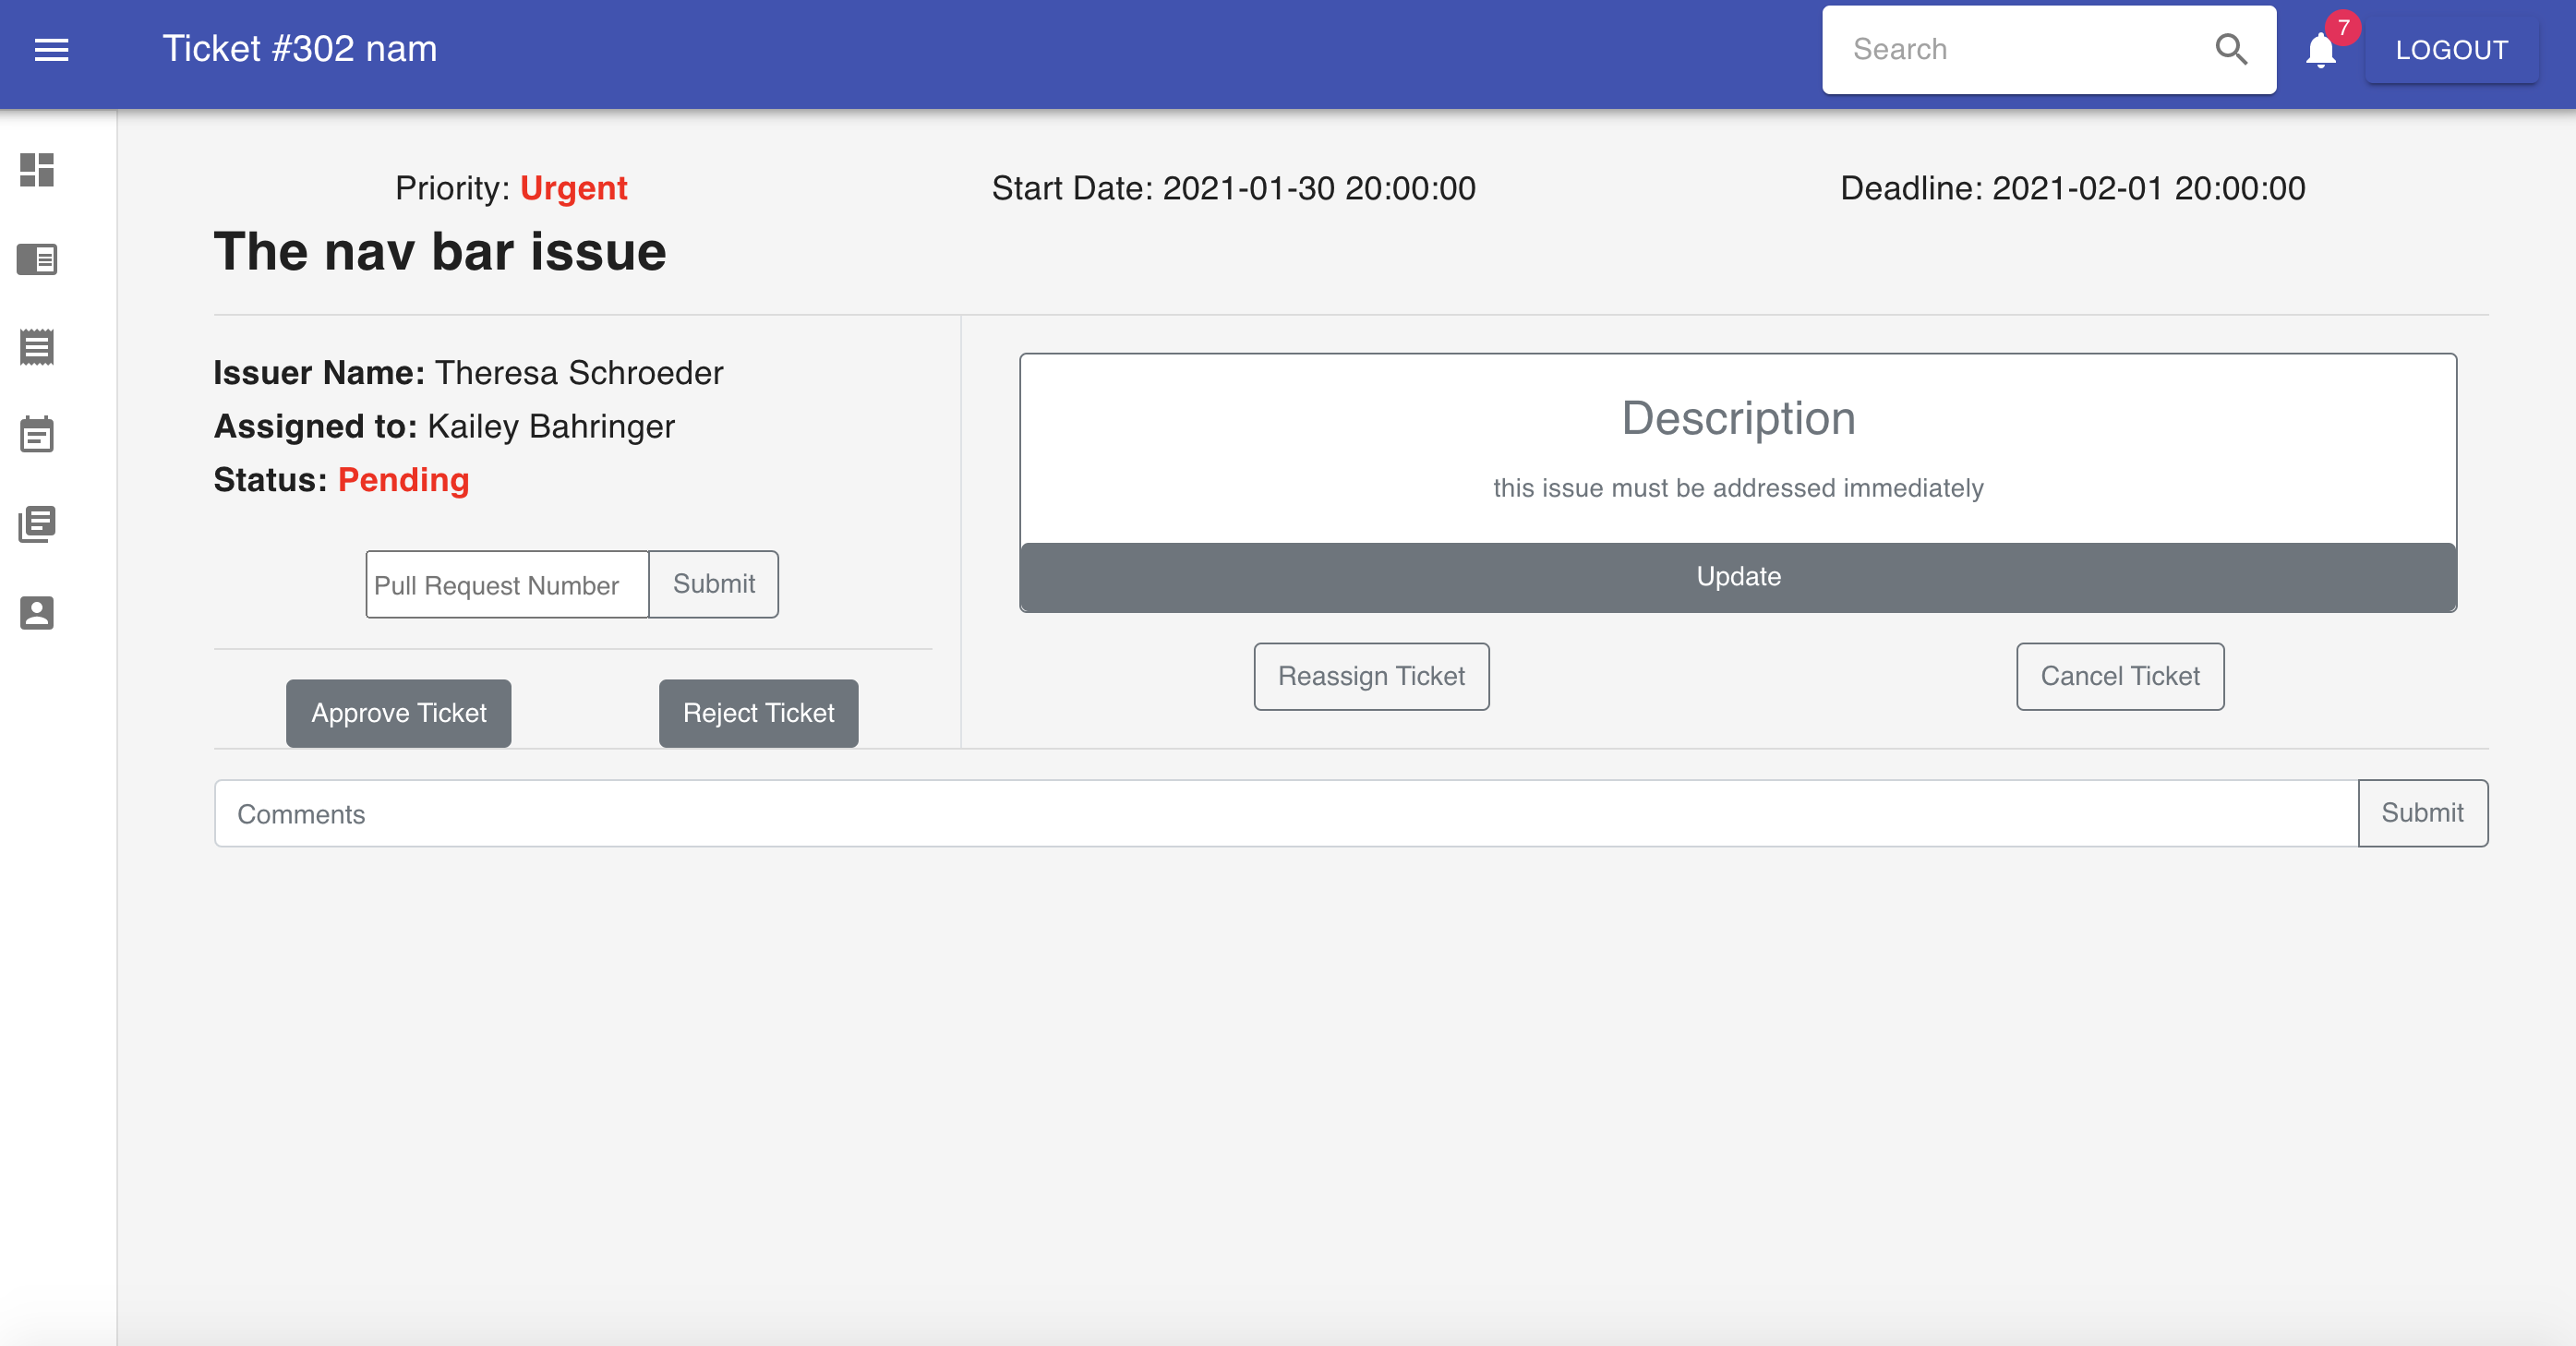 Ticket #302 nam
Search
7
LOGOUT
Priority: Urgent
Start Date: 2021-01-30 20:00:00
Deadline: 2021-02-01 20:00:00
The nav bar issue
Issuer Name: Theresa Schroeder
Assigned to: Kailey Bahringer
Status: Pending
Pull Request Number
Submit
Approve Ticket
Reject Ticket
Description
this issue must be addressed immediately
Update
Reassign Ticket
Cancel Ticket
Comments
Submit